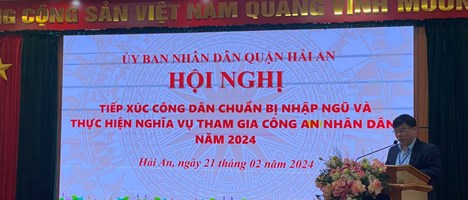 CỘNG SẢN VIỆT NAM QUANG VINH MUÔN
ỦY BAN NHÂN DÂN QUẬN HẢI AN
HỘI NGHỊ
TIẾP XÚC CÔNG DÂN CHUẨN BỊ NHẬP NGŨ VÀ
THỰC HIỆN NGHĨA VỤ THAM GIA CÔNG AN NHÂN DÂN
NĂM 2024
Hải An, ngày 21 tháng 02 năm 2024